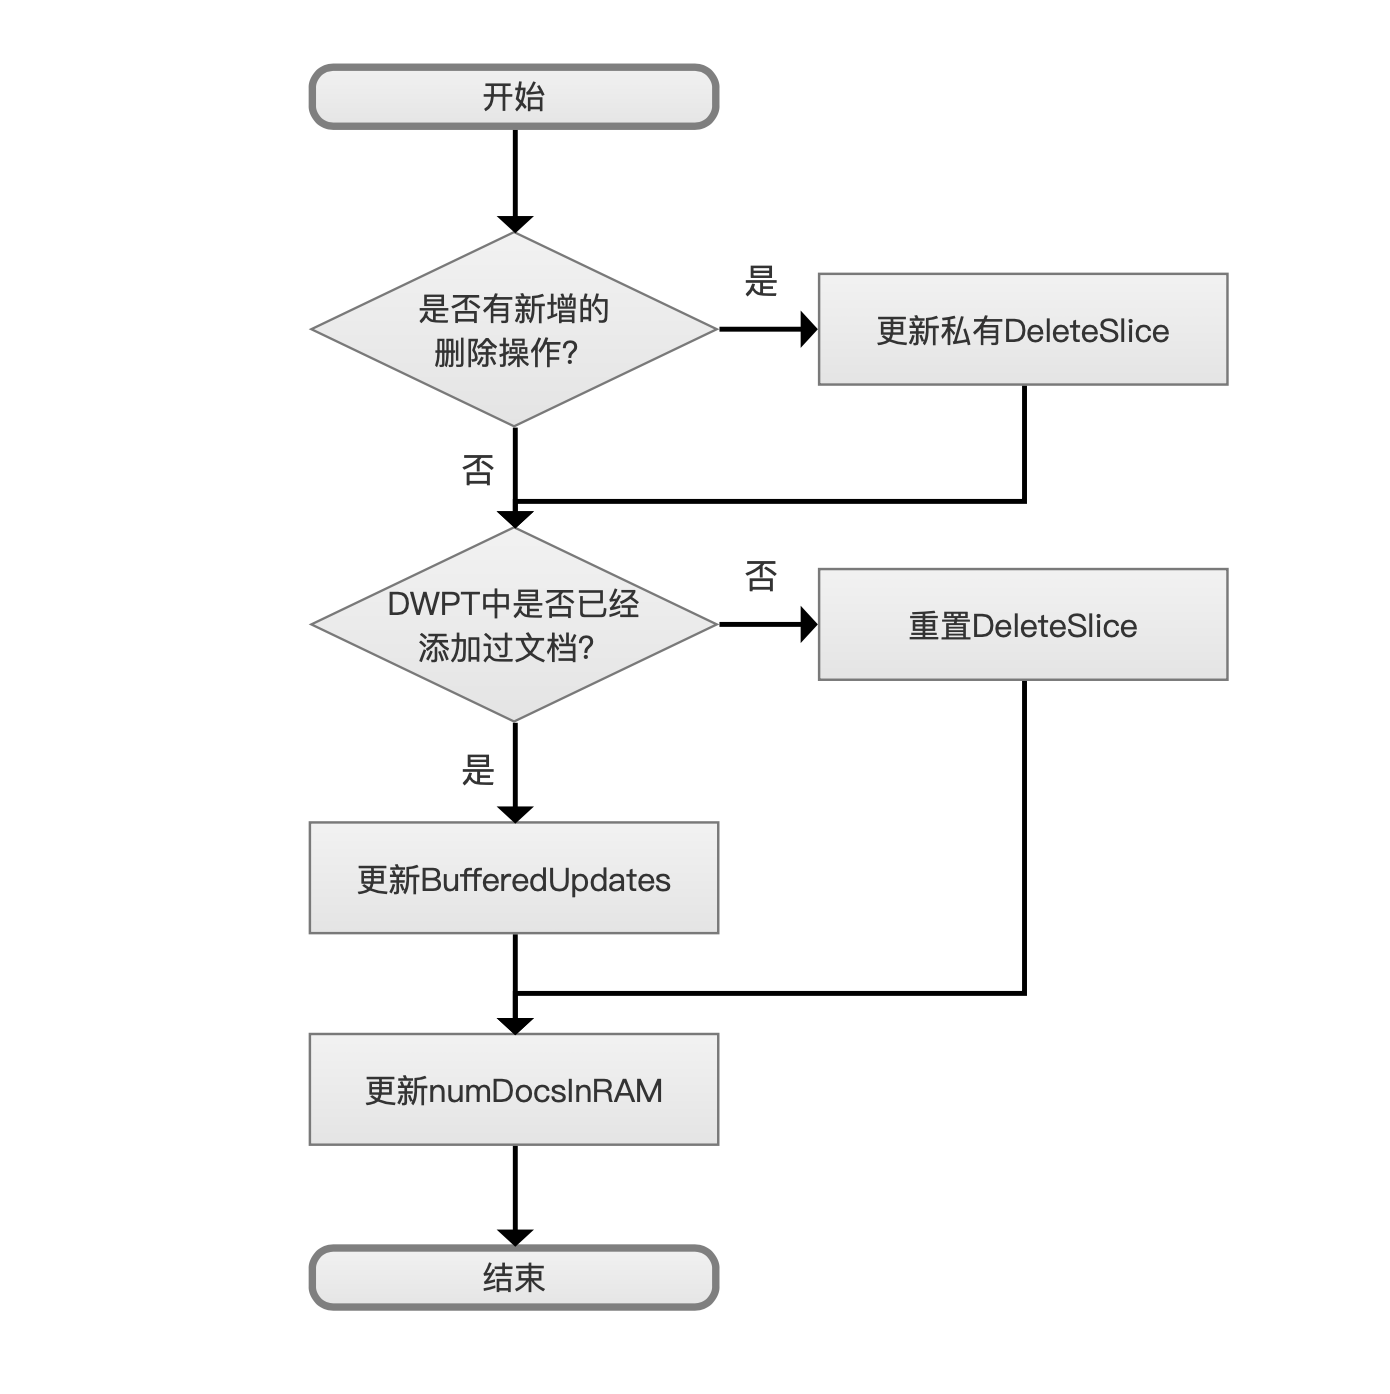 开始
是否有新增的
删除操作?
是
更新私有DeleteSlice
否
DWPT中是否已经
添加过文档?
否
重置DeleteSlice
是
更新BufferedUpdates
更新numDocsInRAM
结束